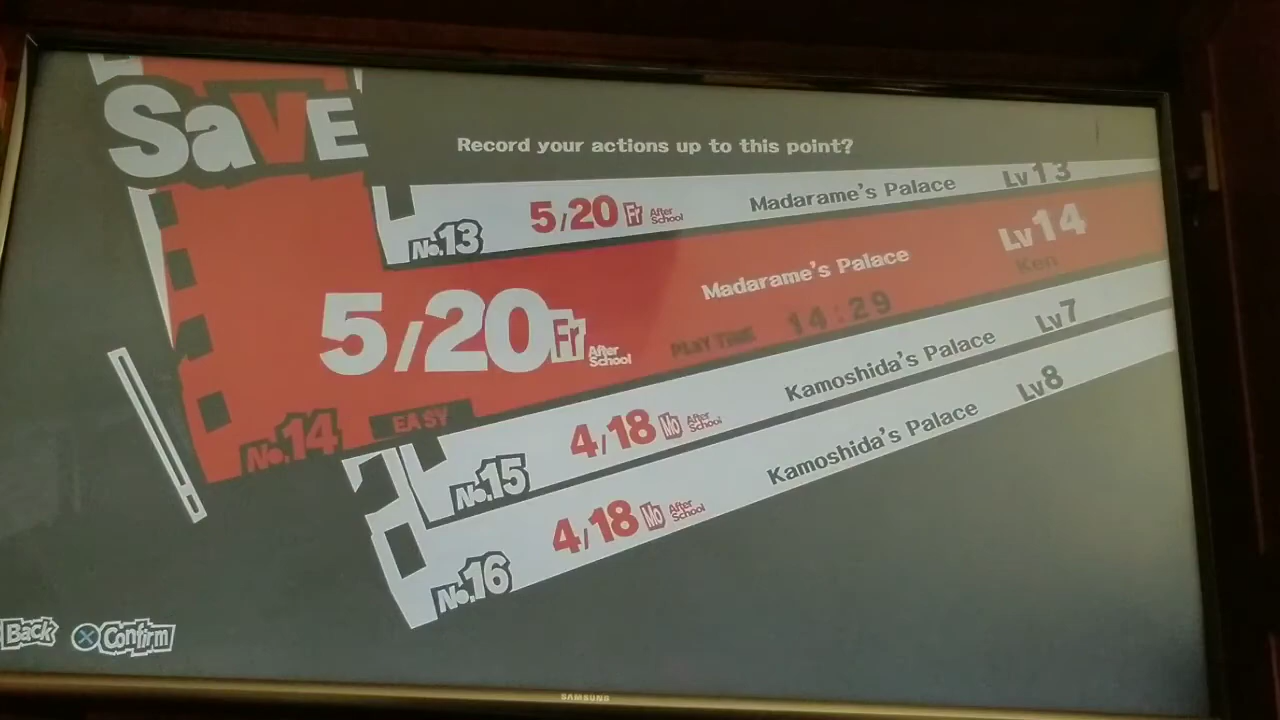 SaVE
Record your actions up to this point?
No.13 5/20 Fr After School Madarame's Palace Lv13
No.14 5/20 Fr After School Madarame's Palace Lv14
Ken
EASY PLAY TIME 14:29
No.15 4/18 Mo After School Kamoshida's Palace Lv7
No.16 4/18 Mo After School Kamoshida's Palace Lv8
Back Confirm
SAMSUNG